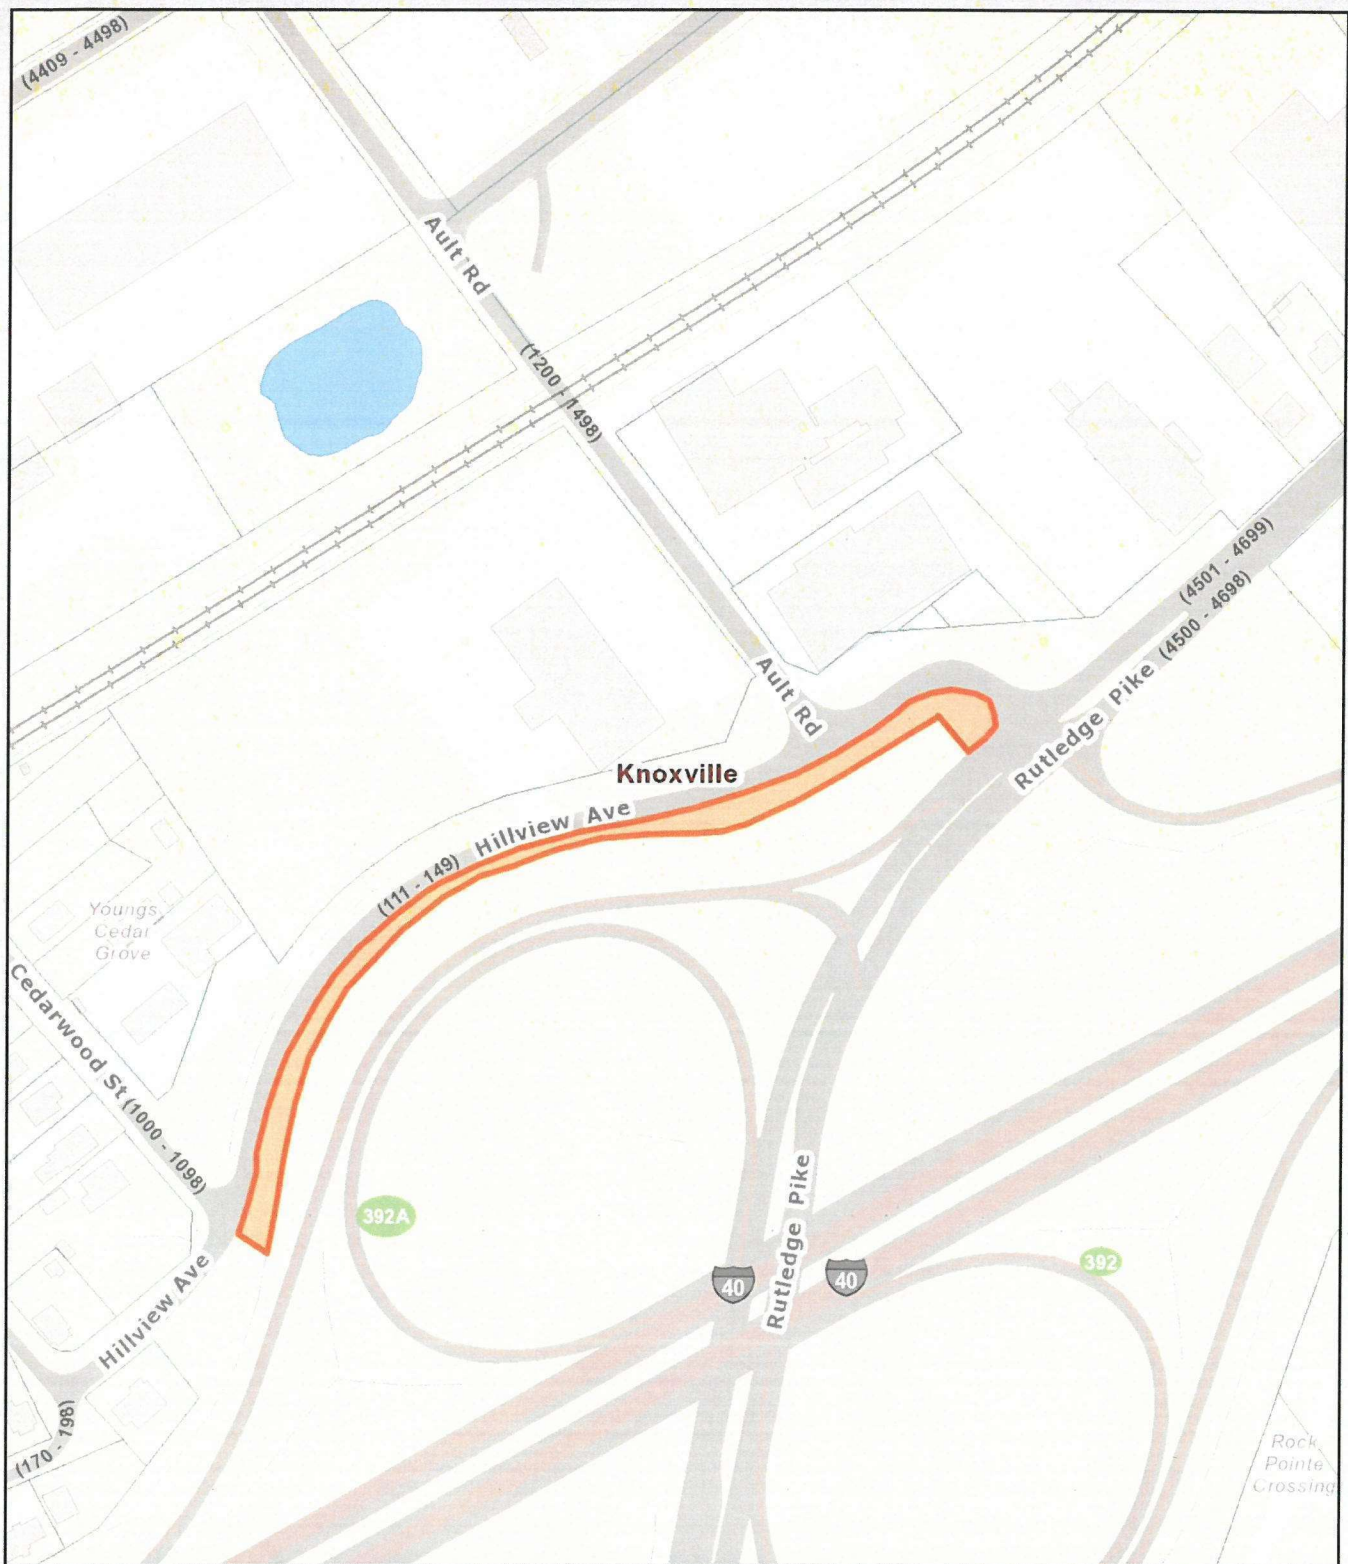 (4409 - 4498)
Ault Rd
(1200 - 1498)
(4501 - 4699)
(4500 - 4698)
Ault Rd
Rutledge Pike
Knoxville
Hillview Ave
(111 - 149)
Youngs
Cedar
Grove
Cedarwood St
(1000 - 1098)
392A
Rutledge Pike
40
40
392
Hillview Ave
(170 - 198)
Rock
Pointe
Crossing